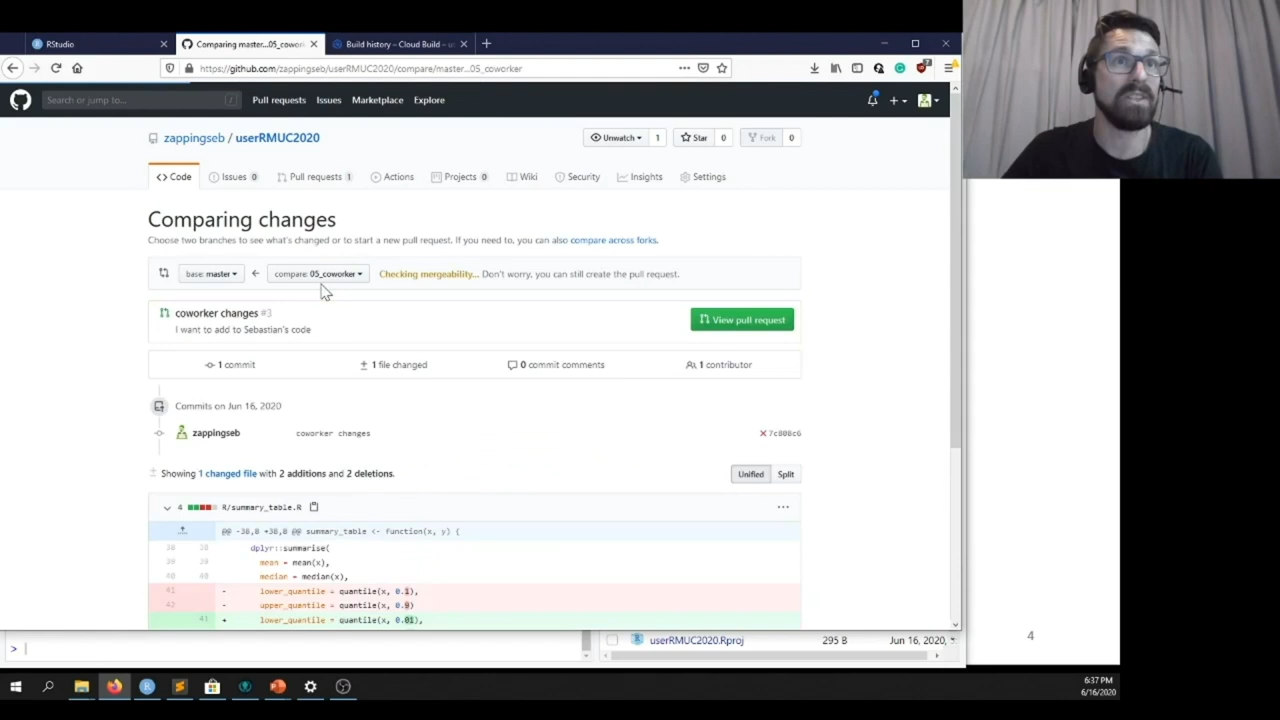 RStudio
Comparing master...05_cowor
Build history – Cloud Build – u
https://github.com/zappingseb/userRMUC2020/compare/master...05_coworker
Search or jump to...
/
Pull requests
Issues
Marketplace
Explore
zappingseb / userRMUC2020
Unwatch
1
Star
0
Fork
0
Code
Issues 0
Pull requests 1
Actions
Projects 0
Wiki
Security
Insights
Settings
Comparing changes
Choose two branches to see what's changed or to start a new pull request. If you need to, you can also compare across forks.
base: master
compare: 05_coworker
Checking mergeability... Don't worry, you can still create the pull request.
coworker changes #3
I want to add to Sebastian's code
View pull request
1 commit
1 file changed
0 commit comments
1 contributor
Commits on Jun 16, 2020
zappingseb
coworker changes
7c808c6
Showing 1 changed file with 2 additions and 2 deletions.
Unified
Split
4
R/summary_table.R
@@ -38,8 +38,8 @@ summary_table <- function(x, y) {
38 38 dplyr::summarise(
39 39 mean = mean(x),
40 40 median = median(x),
41 - lower_quantile = quantile(x, 0.1),
42 - upper_quantile = quantile(x, 0.9)
41 + lower_quantile = quantile(x, 0.01),
>
userRMUC2020.Rproj
295 B
Jun 16, 2020,
4
6:37 PM
6/16/2020